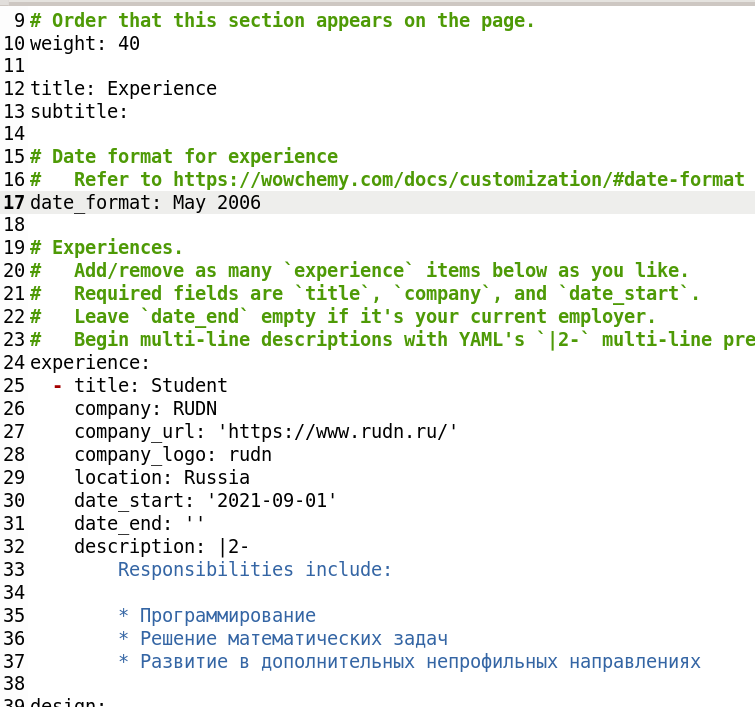 9 # Order that this section appears on the page.
10 weight: 40
11
12 title: Experience
13 subtitle:
14
15 # Date format for experience
16 #   Refer to https://wowchemy.com/docs/customization/#date-format
17 date_format: May 2006
18
19 # Experiences.
20 #   Add/remove as many `experience` items below as you like.
21 #   Required fields are `title`, `company`, and `date_start`.
22 #   Leave `date_end` empty if it's your current employer.
23 #   Begin multi-line descriptions with YAML's `|2-` multi-line pre
24 experience:
25   - title: Student
26     company: RUDN
27     company_url: 'https://www.rudn.ru/'
28     company_logo: rudn
29     location: Russia
30     date_start: '2021-09-01'
31     date_end: ''
32     description: |2-
33         Responsibilities include:
34
35         * Программирование
36         * Решение математических задач
37         * Развитие в дополнительных непрофильных направлениях
38
39 design: